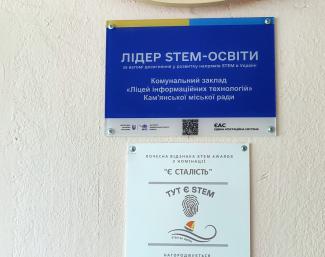 ЛІДЕР STEM-ОСВІТИ
за вагомі досягнення у розвитку напрямів STEM в Україні
Комунальний заклад
«Ліцей інформаційних технологій»
Кам'янської міської ради
ЄАС
ПОЧЕСНА ВІДЗНАКА STEM AWARDS
У НОМІНАЦІЇ
"Є СТАЛІСТЬ"
ТУТ Є STEM
НАГОРОДЖУЄТЬСЯ